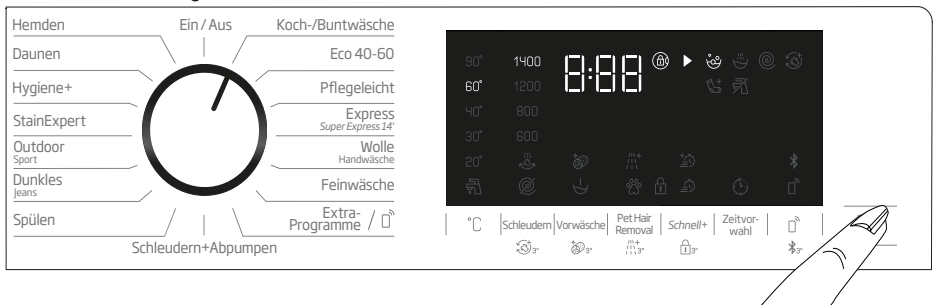 Hemden
Ein / Aus
Koch-/Buntwäsche
Daunen
Eco 40-60
Hygiene+
Pflegeleicht
StainExpert
Express
Super Express 14'
Outdoor
Sport
Wolle
Handwäsche
Dunkles
Jeans
Feinwäsche
Spülen
Extra-
Programme /
Schleudern+Abpumpen
90° 1400 8:88
60° 1200
40° 800
30° 600
20°
°C Schleudern Vorwäsche Pet Hair Removal Schnell+ Zeitvor-wahl
3" 3" 3" 3" 3"